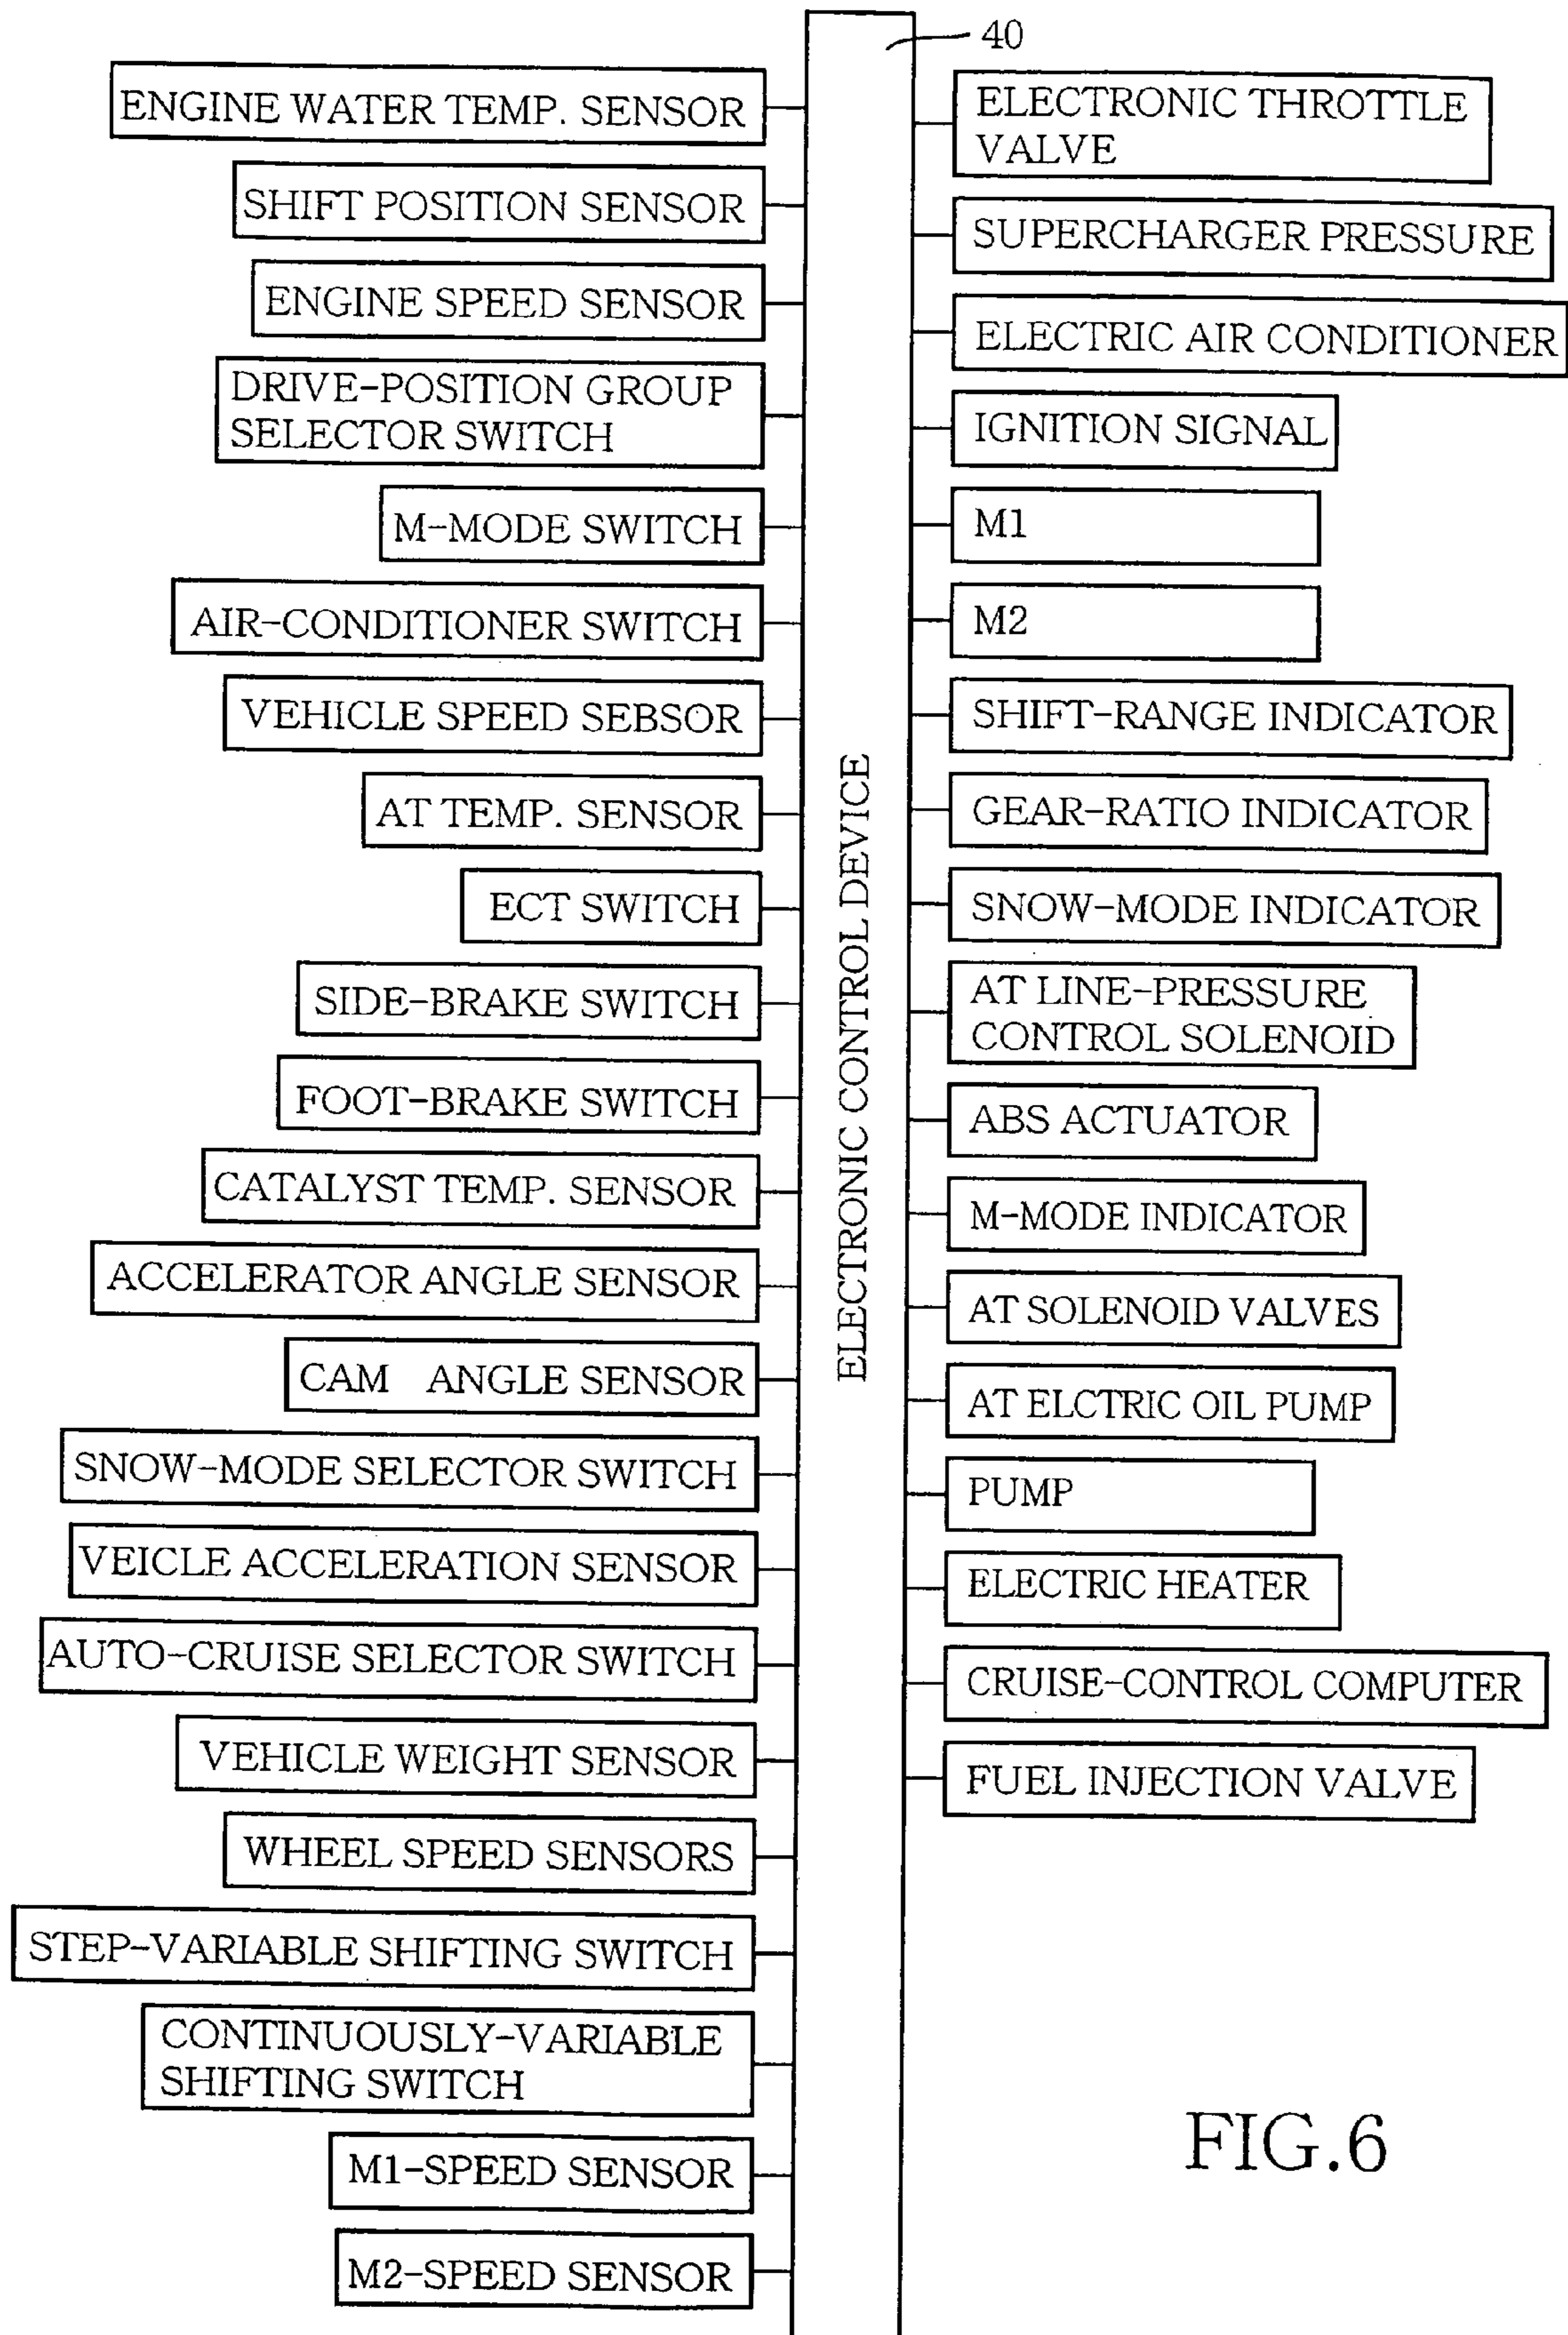 40
ENGINE WATER TEMP. SENSOR
SHIFT POSITION SENSOR
ENGINE SPEED SENSOR
DRIVE-POSITION GROUP
SELECTOR SWITCH
M-MODE SWITCH
AIR-CONDITIONER SWITCH
VEHICLE SPEED SEBSOR
AT TEMP. SENSOR
ECT SWITCH
SIDE-BRAKE SWITCH
FOOT-BRAKE SWITCH
CATALYST TEMP. SENSOR
ACCELERATOR ANGLE SENSOR
CAM ANGLE SENSOR
SNOW-MODE SELECTOR SWITCH
VEICLE ACCELERATION SENSOR
AUTO-CRUISE SELECTOR SWITCH
VEHICLE WEIGHT SENSOR
WHEEL SPEED SENSORS
STEP-VARIABLE SHIFTING SWITCH
CONTINUOUSLY-VARIABLE
SHIFTING SWITCH
M1-SPEED SENSOR
M2-SPEED SENSOR
ELECTRONIC CONTROL DEVICE
ELECTRONIC THROTTLE
VALVE
SUPERCHARGER PRESSURE
ELECTRIC AIR CONDITIONER
IGNITION SIGNAL
M1
M2
SHIFT-RANGE INDICATOR
GEAR-RATIO INDICATOR
SNOW-MODE INDICATOR
AT LINE-PRESSURE
CONTROL SOLENOID
ABS ACTUATOR
M-MODE INDICATOR
AT SOLENOID VALVES
AT ELCTRIC OIL PUMP
PUMP
ELECTRIC HEATER
CRUISE-CONTROL COMPUTER
FUEL INJECTION VALVE
FIG.6